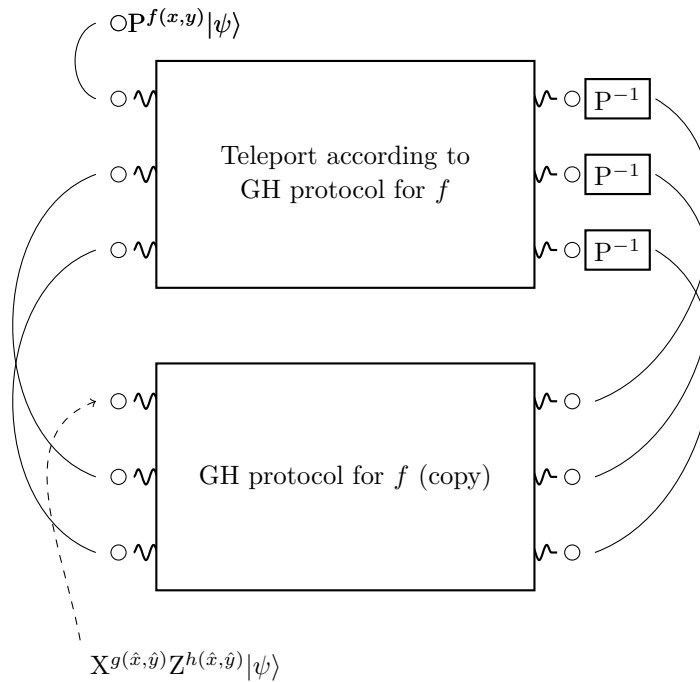 P^{f(x,y)}|ψ⟩
Teleport according to
GH protocol for f
P^{-1}
P^{-1}
P^{-1}
GH protocol for f (copy)
X^{g(x̂,ŷ)}Z^{h(x̂,ŷ)}|ψ⟩